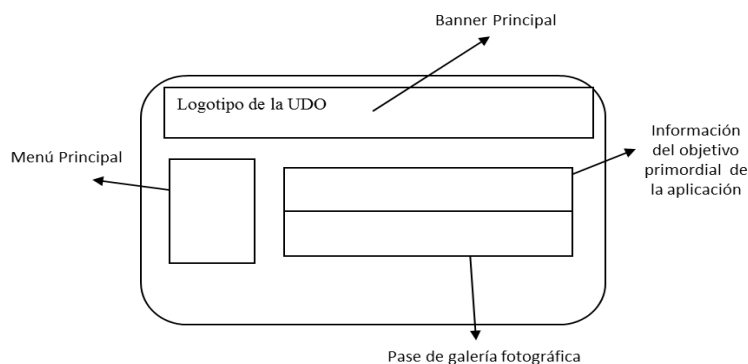 Banner Principal
Logotipo de la UDO
Menú Principal
Información
del objetivo
primordial de
la aplicación
Pase de galería fotográfica